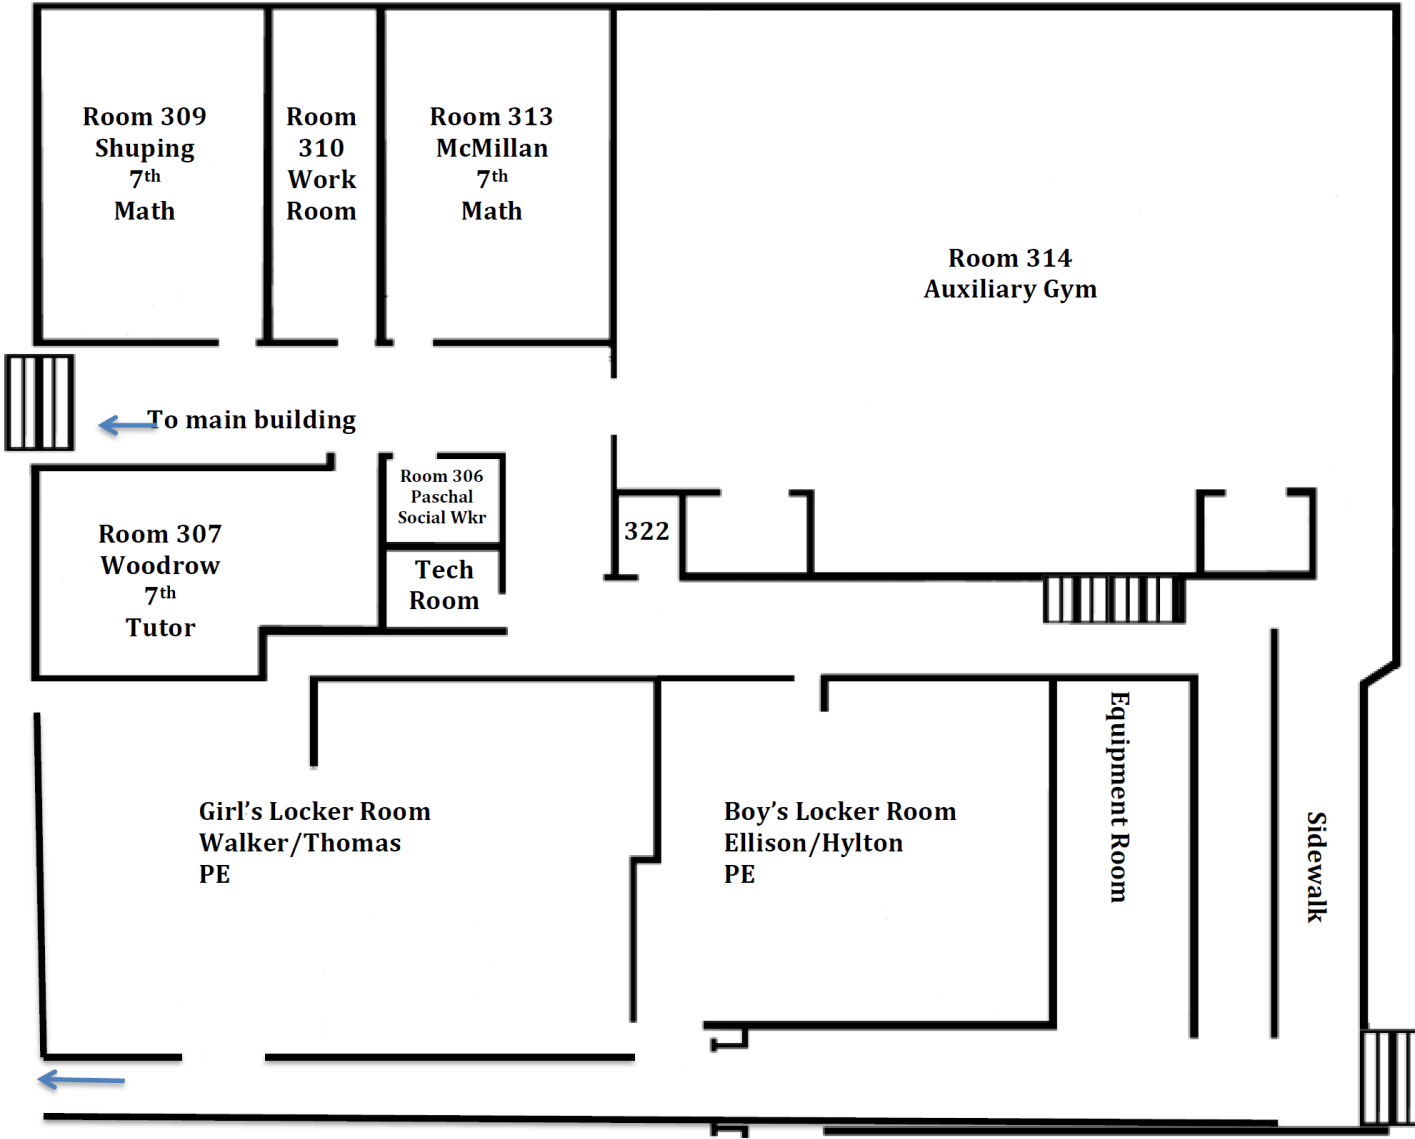 Room 309
Shuping
7th
Math
Room
310
Work
Room
Room 313
McMillan
7th
Math
Room 314
Auxiliary Gym
To main building
Room 306
Paschal
Social Wkr
322
Room 307
Woodrow
7th
Tutor
Tech
Room
Girl's Locker Room
Walker/Thomas
PE
Boy's Locker Room
Ellison/Hylton
PE
Equipment Room
Sidewalk